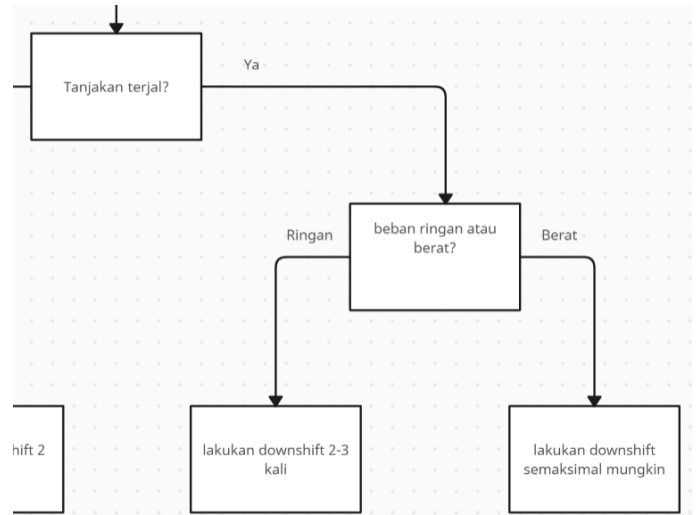 Ya
Tanjakan terjal?
Ringan
beban ringan atau
berat?
Berat
hift 2
lakukan downshift 2-3
kali
lakukan downshift
semaksimal mungkin